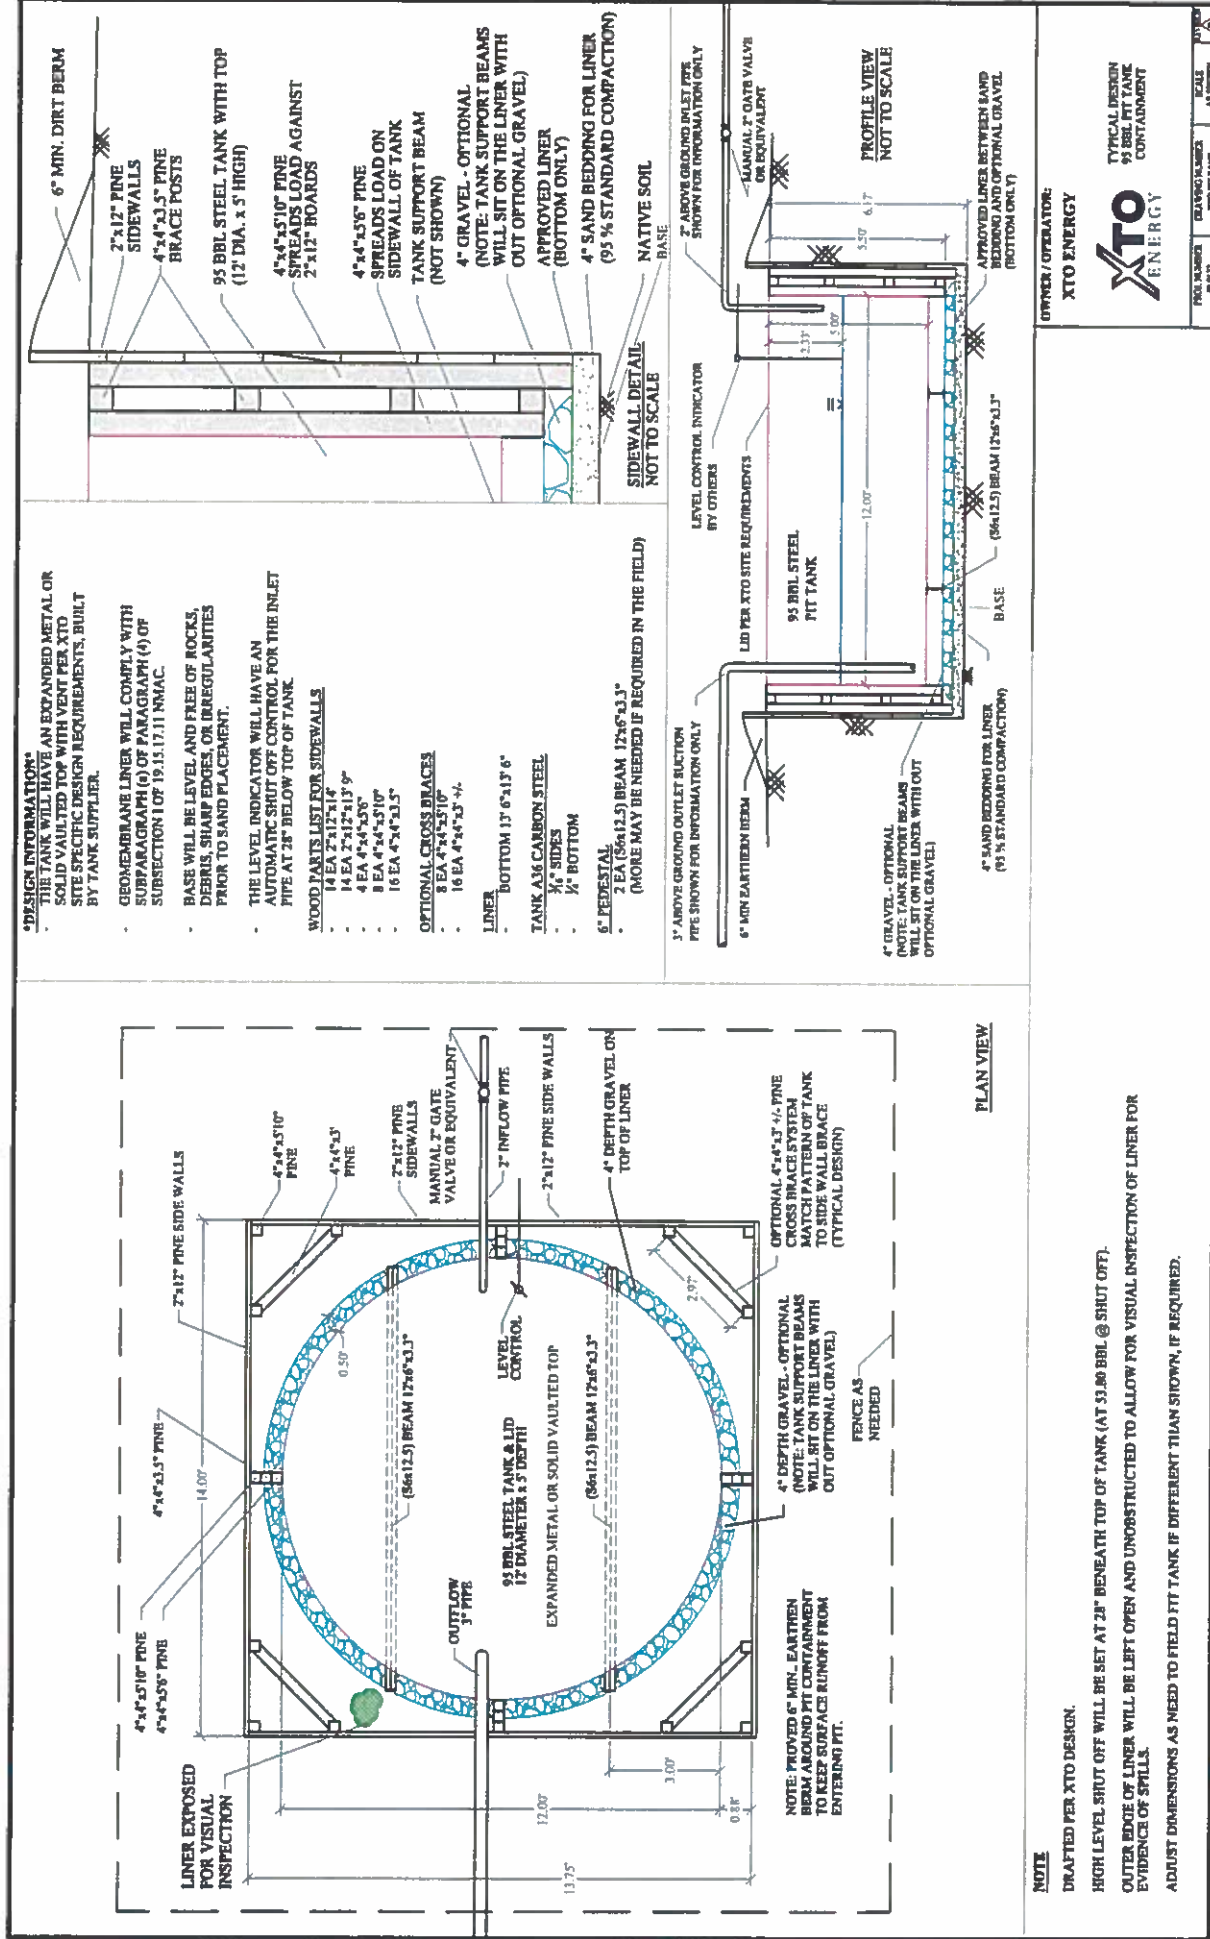 *DESIGN INFORMATION*
- THE TANK WILL HAVE AN EXPANDED METAL OR
SOLID VAULTED TOP WITH VENT PER XTO
SITE SPECIFIC DESIGN REQUIREMENTS, BUILT
BY TANK SUPPLIER.
- GEOMEMBRANE LINER WILL COMPLY WITH
SUBPARAGRAPH (a) OF PARAGRAPH (4) OF
SUBSECTION I OF 19.15.17.11 NMAC.
- BASE WILL BE LEVEL AND FREE OF ROCKS,
DEBRIS, SHARP EDGES, OR IRREGULARITIES
PRIOR TO SAND PLACEMENT.
- THE LEVEL INDICATOR WILL HAVE AN
AUTOMATIC SHUT OFF CONTROL FOR THE INLET
PIPE AT 28" BELOW TOP OF TANK.
WOOD PARTS LIST FOR SIDEWALLS
- 14 EA 2"x12"x14'
- 14 EA 2"x12"x13'9"
- 4 EA 4"x4"x5'6"
- 8 EA 4"x4"x5'10"
- 16 EA 4"x4"x3.5"
OPTIONAL CROSS BRACES
- 8 EA 4"x4"x5'10"
- 16 EA 4"x4"x3' +/-
LINER
- BOTTOM 13' 6"x13' 6"
TANK A36 CARBON STEEL
- 3/16" SIDES
- 1/4" BOTTOM
6" PEDESTAL
- 2 EA (S6x12.5) BEAM 12"x6"x3.3"
(MORE MAY BE NEEDED IF REQUIRED IN THE FIELD)
6" MIN. DIRT BERM
2"x12" PINE
SIDEWALLS
4"x4"x3.5" PINE
BRACE POSTS
95 BBL STEEL TANK WITH TOP
(12' DIA. x 5' HIGH)
4"x4"x5'10" PINE
SPREADS LOAD AGAINST
2"x12" BOARDS
4"x4"x5'6" PINE
SPREADS LOAD ON
SIDEWALL OF TANK
TANK SUPPORT BEAM
(NOT SHOWN)
4" GRAVEL - OPTIONAL
(NOTE: TANK SUPPORT BEAMS
WILL SIT ON THE LINER WITH
OUT OPTIONAL GRAVEL)
APPROVED LINER
(BOTTOM ONLY)
4" SAND BEDDING FOR LINER
(95 % STANDARD COMPACTION)
NATIVE SOIL
BASE
SIDEWALL DETAIL
NOT TO SCALE
LINER EXPOSED
FOR VISUAL
INSPECTION
4"x4"x5'10" PINE
4"x4"x5'6" PINE
4"x4"x3.5" PINE
2"x12" PINE SIDE WALLS
14.00'
4"x4"x5'10"
PINE
4"x4"x3'
PINE
2"x12" PINE
SIDEWALLS
MANUAL 2" GATE
VALVE OR EQUIVALENT
2" INFLOW PIPE
2"x12" PINE SIDE WALLS
4" DEPTH GRAVEL ON
TOP OF LINER
0.50'
(S6x12.5) BEAM 12"x6"x3.3"
LEVEL
CONTROL
OUTFLOW
3" PIPE
95 BBL STEEL TANK & LID
12' DIAMETER x 5' DEPTH
EXPANDED METAL OR SOLID VAULTED TOP
(S6x12.5) BEAM 12"x6"x3.3"
2.97'
OPTIONAL 4"x4"x3' +/- PINE
CROSS BRACE SYSTEM
MATCH PATTERN OF TANK
TO SIDE WALL BRACE
(TYPICAL DESIGN)
13.75'
12.00'
3.00'
0.88'
NOTE: PROVED 6" MIN. EARTHEN
BERM AROUND PIT CONTAINMENT
TO KEEP SURFACE RUNOFF FROM
ENTERING PIT.
4" DEPTH GRAVEL - OPTIONAL
(NOTE: TANK SUPPORT BEAMS
WILL SIT ON THE LINER WITH
OUT OPTIONAL GRAVEL)
FENCE AS
NEEDED
PLAN VIEW
3" ABOVE GROUND OUTLET SUCTION
PIPE SHOWN FOR INFORMATION ONLY
6" MIN EARTHERN BERM
LEVEL CONTROL INDICATOR
BY OTHERS
LID PER XTO SITE REQUIREMENTS
2" ABOVE GROUND INLET PIPE
SHOWN FOR INFORMATION ONLY
MANUAL 2" GATE VALVE
OR EQUIVALENT
95 BBL STEEL
PIT TANK
12.00'
2.33'
5.00'
5.50'
6.17'
PROFILE VIEW
NOT TO SCALE
4" GRAVEL - OPTIONAL
(NOTE: TANK SUPPORT BEAMS
WILL SIT ON THE LINER WITH OUT
OPTIONAL GRAVEL)
4" SAND BEDDING FOR LINER
(95 % STANDARD COMPACTION)
BASE
(S6x12.5) BEAM 12"x6"x3.3"
APPROVED LINER BETWEEN SAND
BEDDING AND OPTIONAL GRAVEL
(BOTTOM ONLY)
NOTE
DRAFTED PER XTO DESIGN.
HIGH LEVEL SHUT OFF WILL BE SET AT 28" BENEATH TOP OF TANK (AT 53.80 BBL @ SHUT OFF).
OUTER EDGE OF LINER WILL BE LEFT OPEN AND UNOBSTRUCTED TO ALLOW FOR VISUAL INSPECTION OF LINER FOR
EVIDENCE OF SPILLS.
ADJUST DIMENSIONS AS NEED TO FIELD FIT TANK IF DIFFERENT THAN SHOWN, IF REQUIRED.
OWNER / OPERATOR:
XTO ENERGY
XTO
ENERGY
TYPICAL DESIGN
95 BBL PIT TANK
CONTAINMENT
PROJ. NUMBER
DRAWING NUMBER
SCALE